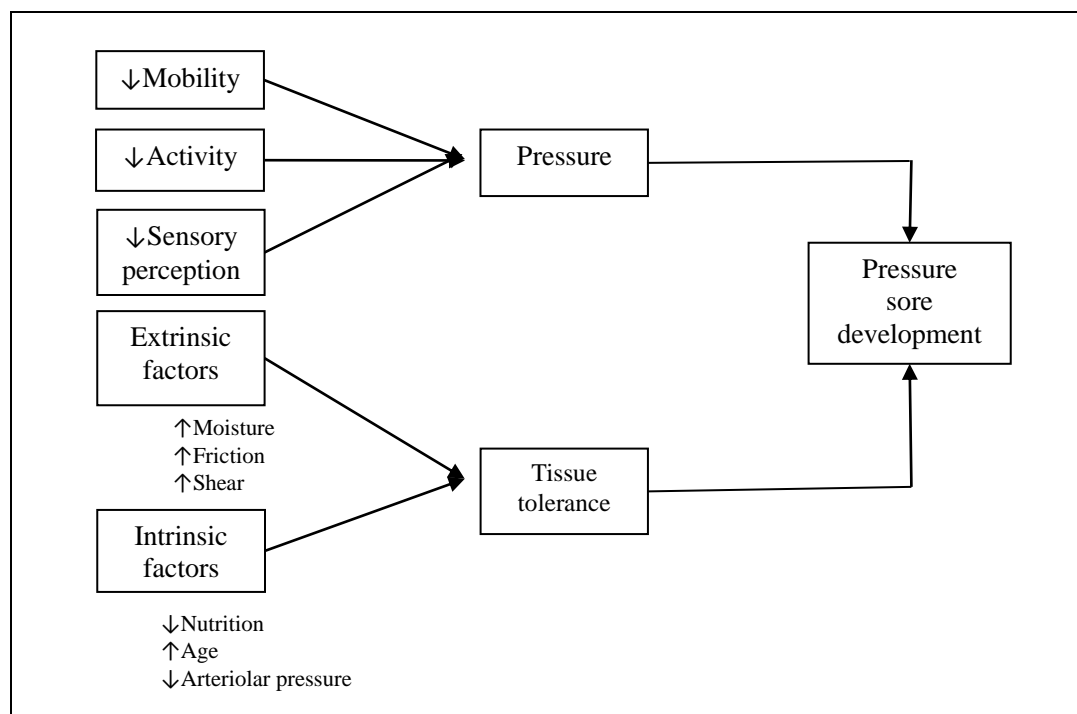 ↓Mobility
↓Activity
↓Sensory
perception
Extrinsic
factors
↑Moisture
↑Friction
↑Shear
Intrinsic
factors
↓Nutrition
↑Age
↓Arteriolar pressure
Pressure
Tissue
tolerance
Pressure
sore
development